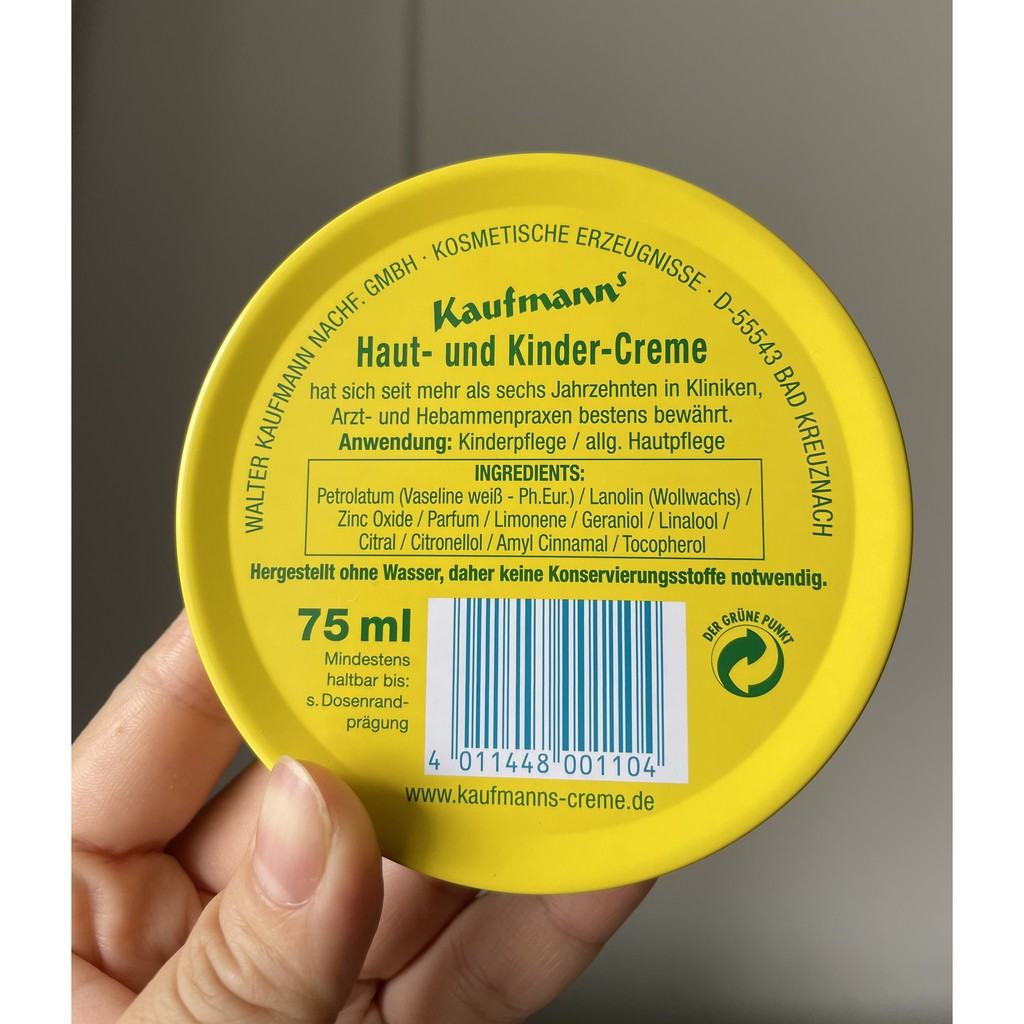 WALTER KAUFMANN NACHF. GMBH · KOSMETISCHE ERZEUGNISSE · D-55543 BAD KREUZNACH
Kaufmanns
Haut- und Kinder-Creme
hat sich seit mehr als sechs Jahrzehnten in Kliniken,
Arzt- und Hebammenpraxen bestens bewährt.
Anwendung: Kinderpflege / allg. Hautpflege
INGREDIENTS:
Petrolatum (Vaseline weiß - Ph.Eur.) / Lanolin (Wollwachs) /
Zinc Oxide / Parfum / Limonene / Geraniol / Linalool /
Citral / Citronellol / Amyl Cinnamal / Tocopherol
Hergestellt ohne Wasser, daher keine Konservierungsstoffe notwendig.
75 ml
Mindestens
haltbar bis:
s. Dosenrand-
prägung
DER GRÜNE PUNKT
4 011448 001104
www.kaufmanns-creme.de